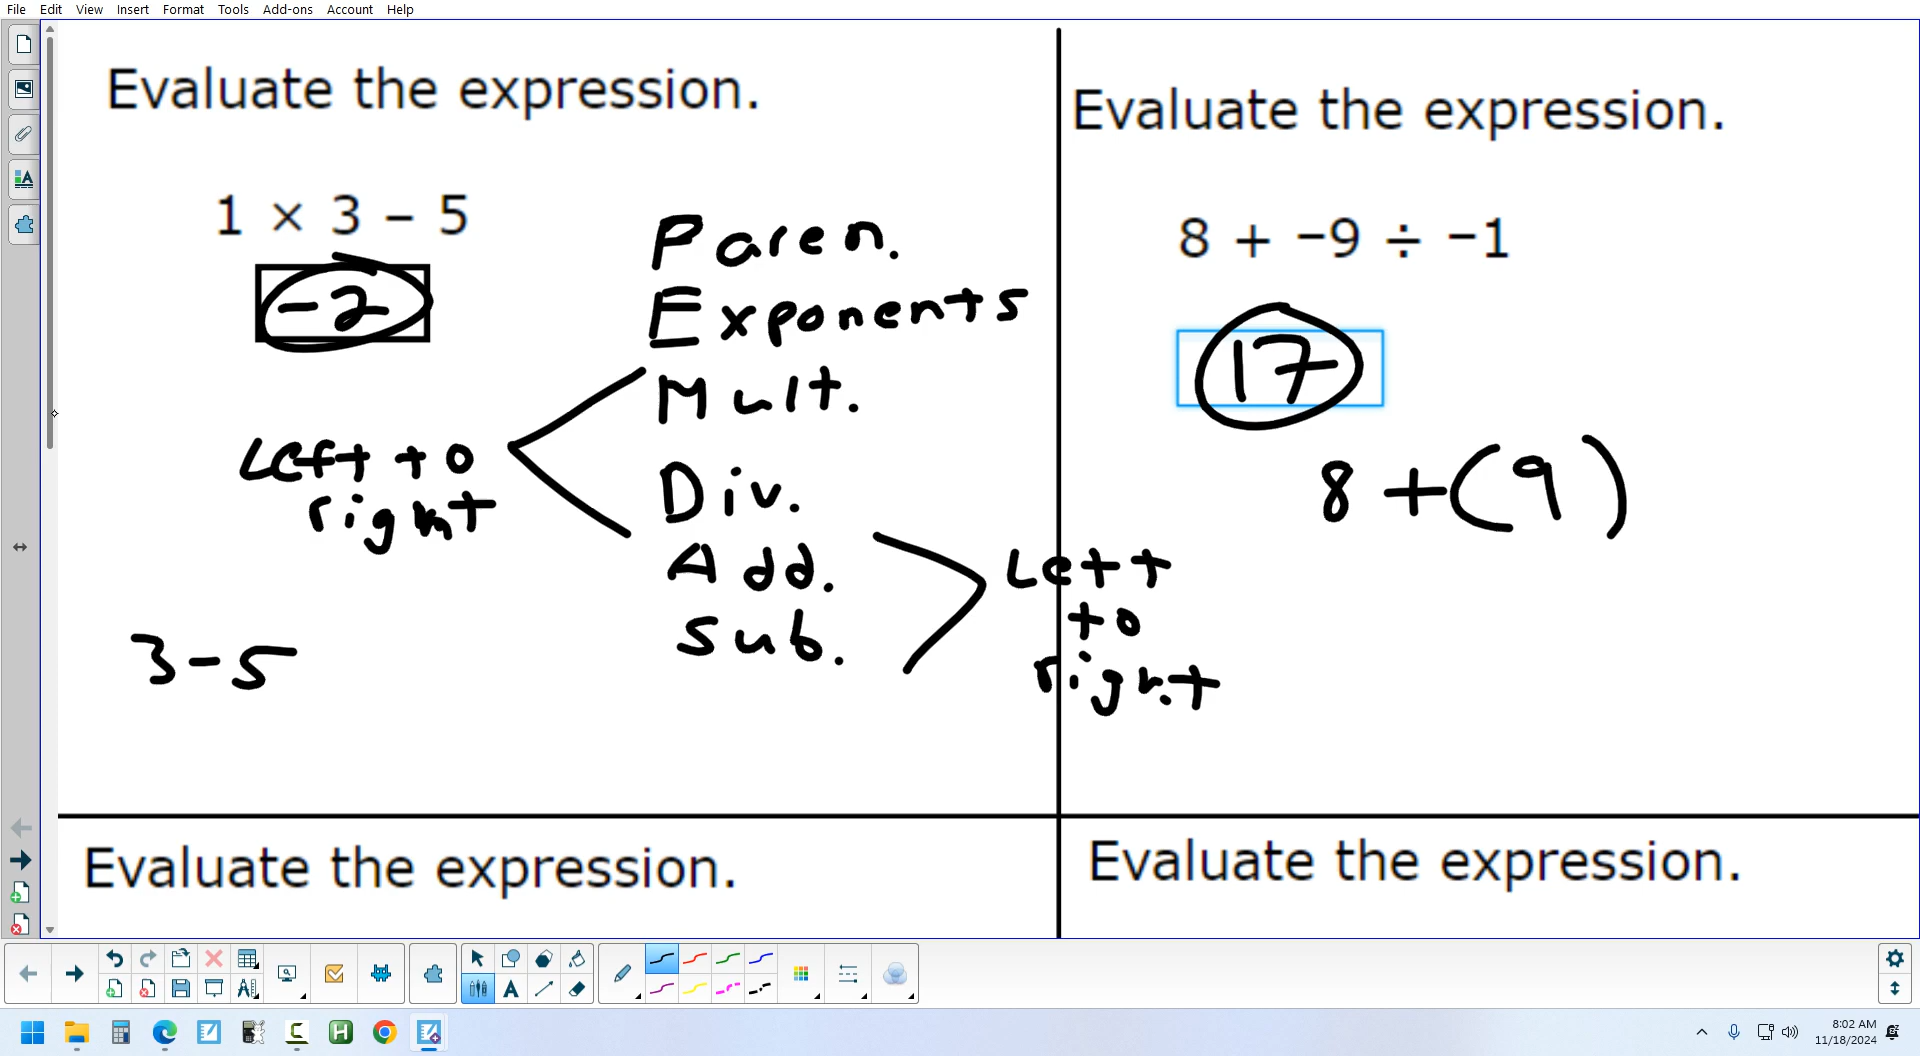 File Edit View Insert Format Tools Add-ons Account Help
Evaluate the expression.
1 × 3 – 5
-2
Left to
right
3-5
Paren.
Exponents
Mult.
Div.
Add.
Sub.
Left
to
right
Evaluate the expression.
8 + −9 ÷ −1
17
8+(9)
Evaluate the expression.
Evaluate the expression.
8:02 AM
11/18/2024